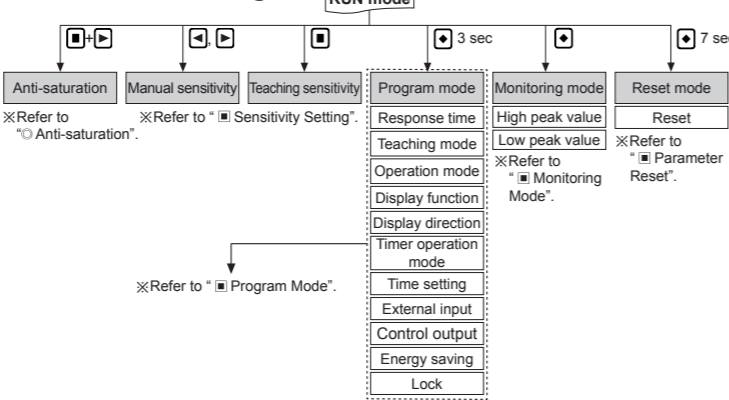 RUN mode
+
,
3 sec
7 sec
Anti-saturation
Manual sensitivity
Teaching sensitivity
Program mode
Monitoring mode
Reset mode
※Refer to
“◎ Anti-saturation”.
※Refer to “ ▣ Sensitivity Setting”.
Response time
Teaching mode
Operation mode
Display function
Display direction
Timer operation
mode
Time setting
External input
Control output
Energy saving
Lock
High peak value
Low peak value
※Refer to
“ ▣ Monitoring
Mode”.
Reset
※Refer to
“ ▣ Parameter
Reset”.
※Refer to “ ▣ Program Mode”.